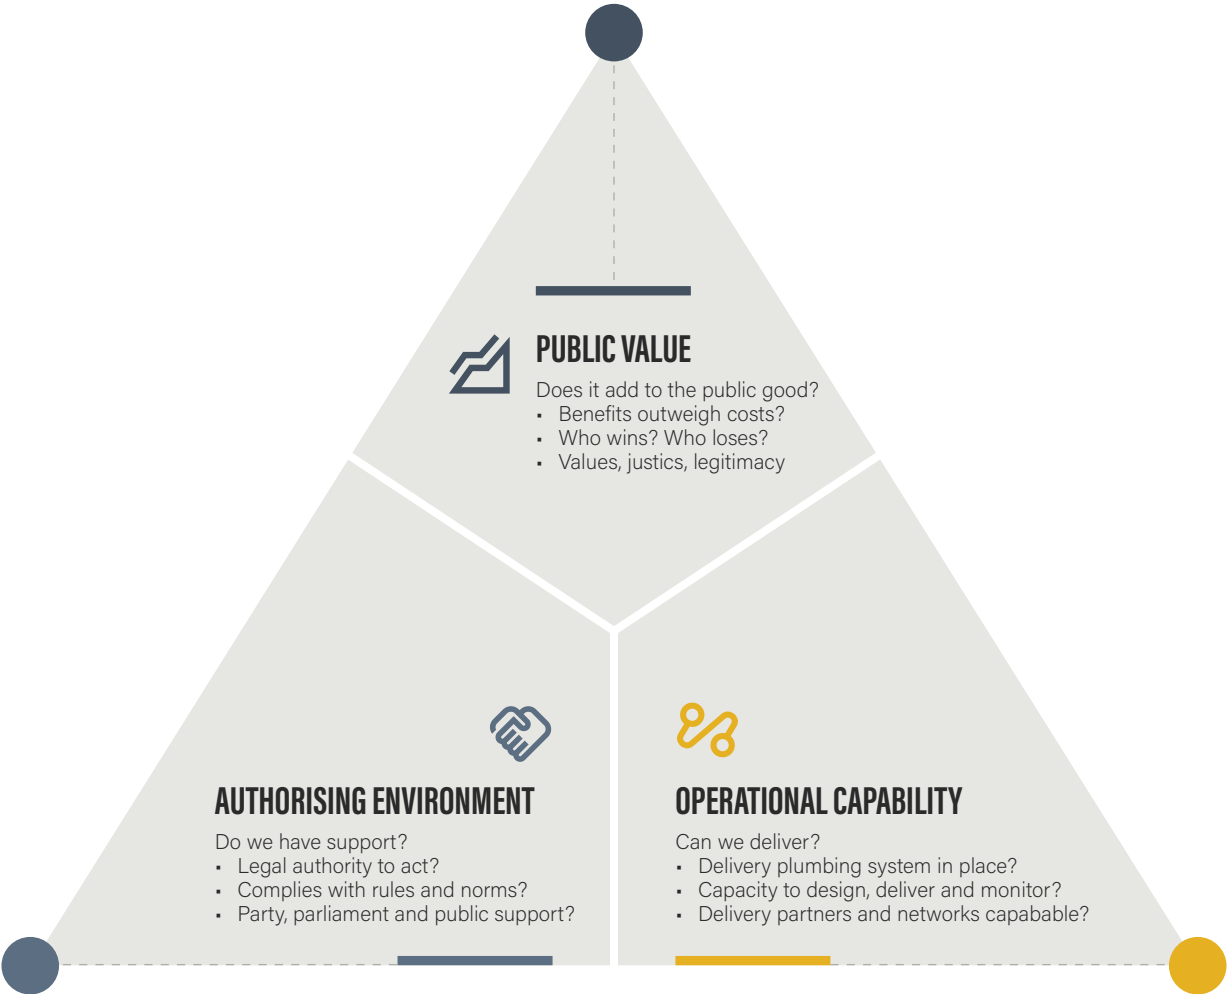 PUBLIC VALUE
Does it add to the public good?
• Benefits outweigh costs?
• Who wins? Who loses?
• Values, justics, legitimacy
AUTHORISING ENVIRONMENT
Do we have support?
• Legal authority to act?
• Complies with rules and norms?
• Party, parliament and public support?
OPERATIONAL CAPABILITY
Can we deliver?
• Delivery plumbing system in place?
• Capacity to design, deliver and monitor?
• Delivery partners and networks capabable?